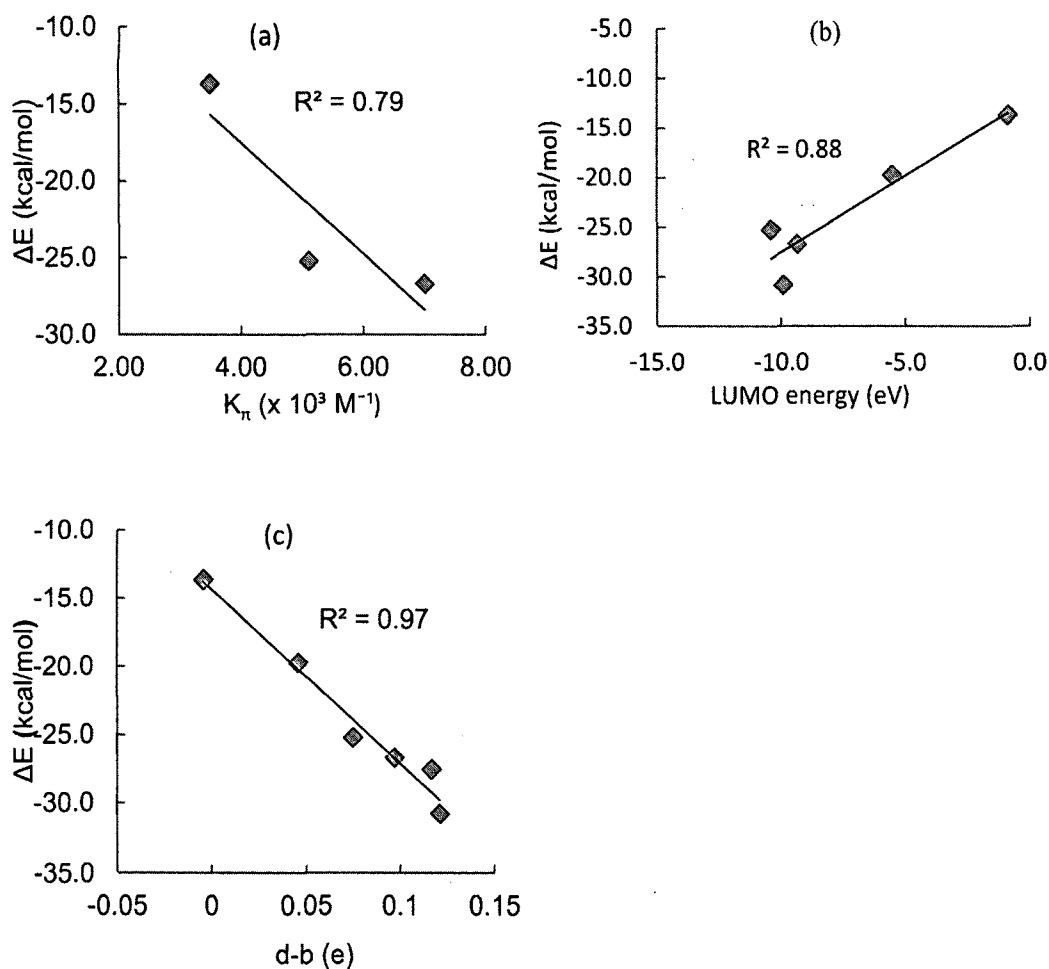 (a)
-10.0
-15.0
-20.0
-25.0
-30.0
ΔE (kcal/mol)
R² = 0.79
2.00 4.00 6.00 8.00
Kπ (x 10³ M⁻¹)
(b)
-5.0
-10.0
-15.0
-20.0
-25.0
-30.0
-35.0
ΔE (kcal/mol)
R² = 0.88
-15.0 -10.0 -5.0 0.0
LUMO energy (eV)
(c)
-10.0
-15.0
-20.0
-25.0
-30.0
-35.0
ΔE (kcal/mol)
R² = 0.97
-0.05 0 0.05 0.1 0.15
d-b (e)